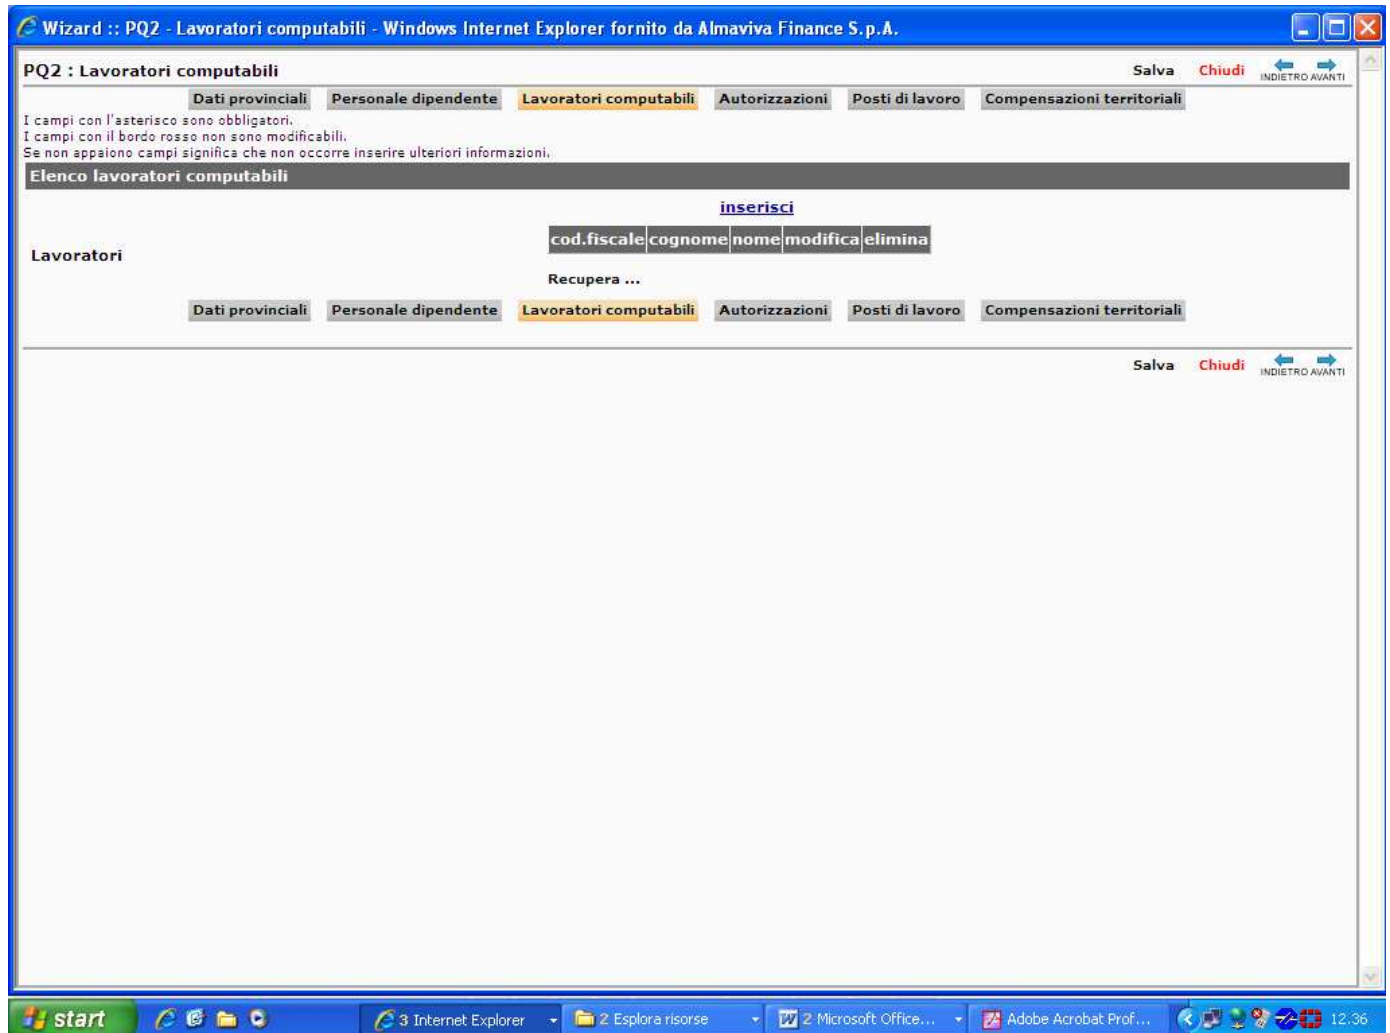 Wizard :: PQ2 - Lavoratori computabili - Windows Internet Explorer fornito da Almaviva Finance S.p.A.
PQ2 : Lavoratori computabili Salva Chiudi INDIETRO AVANTI
Dati provinciali Personale dipendente Lavoratori computabili Autorizzazioni Posti di lavoro Compensazioni territoriali
I campi con l'asterisco sono obbligatori.
I campi con il bordo rosso non sono modificabili.
Se non appaiono campi significa che non occorre inserire ulteriori informazioni.
Elenco lavoratori computabili
inserisci
cod.fiscale cognome nome modifica elimina
Lavoratori
Recupera ...
Dati provinciali Personale dipendente Lavoratori computabili Autorizzazioni Posti di lavoro Compensazioni territoriali
Salva Chiudi INDIETRO AVANTI
start 3 Internet Explorer 2 Esplora risorse 2 Microsoft Office... Adobe Acrobat Prof... 12.36